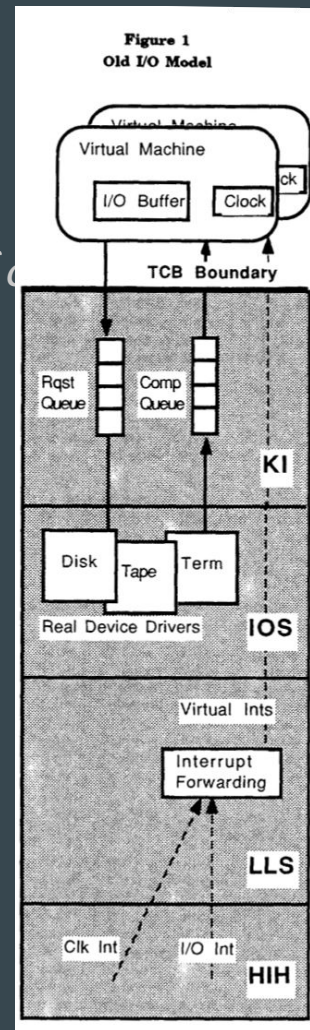 Figure 1
Old I/O Model
Virtual Machine
Virtual Machine
ck
I/O Buffer
Clock
TCB Boundary
Rqst
Queue
Comp
Queue
KI
Disk
Tape
Term
Real Device Drivers
IOS
Virtual Ints
Interrupt
Forwarding
LLS
Clk Int
I/O Int
HIH